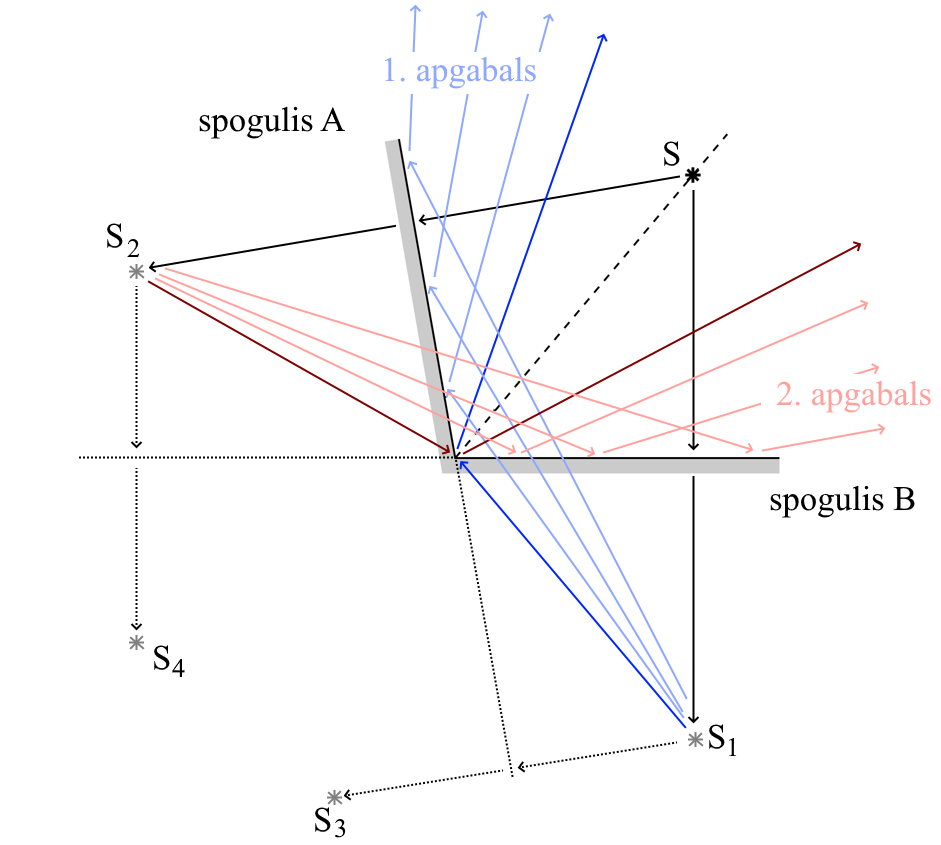 1. apgabals
spogulis A
S
S2
2. apgabals
spogulis B
S4
S1
S3